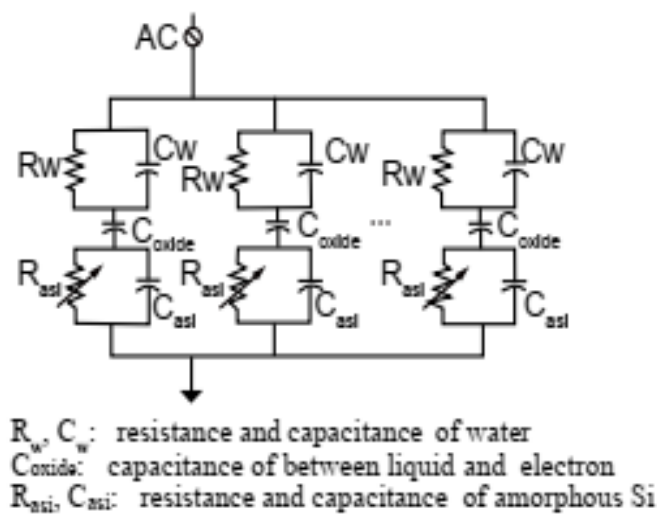 AC
Rw Cw Rw Cw Rw Cw
Coxide Coxide ... Coxide
Rasi Casi Rasi Casi Rasi Casi
Rw, Cw: resistance and capacitance of water
Coxide: capacitance of between liquid and electron
Rasi, Casi: resistance and capacitance of amorphous Si